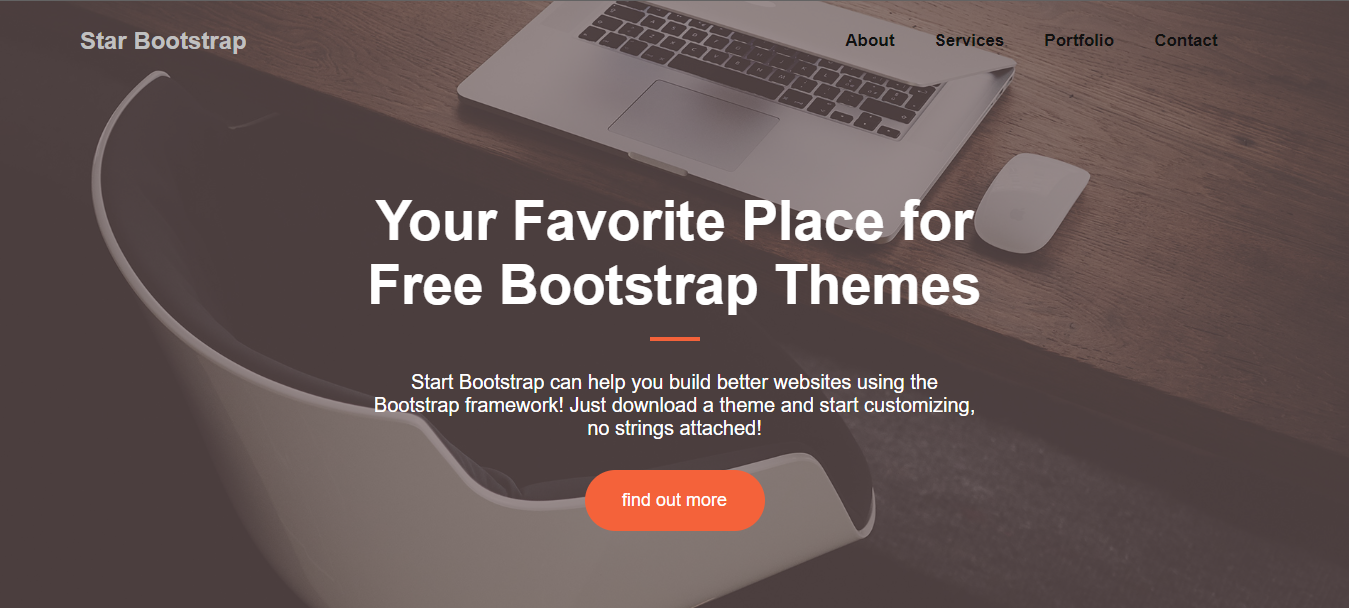 Star Bootstrap
About Services Portfolio Contact
Your Favorite Place for
Free Bootstrap Themes
Start Bootstrap can help you build better websites using the
Bootstrap framework! Just download a theme and start customizing,
no strings attached!
find out more